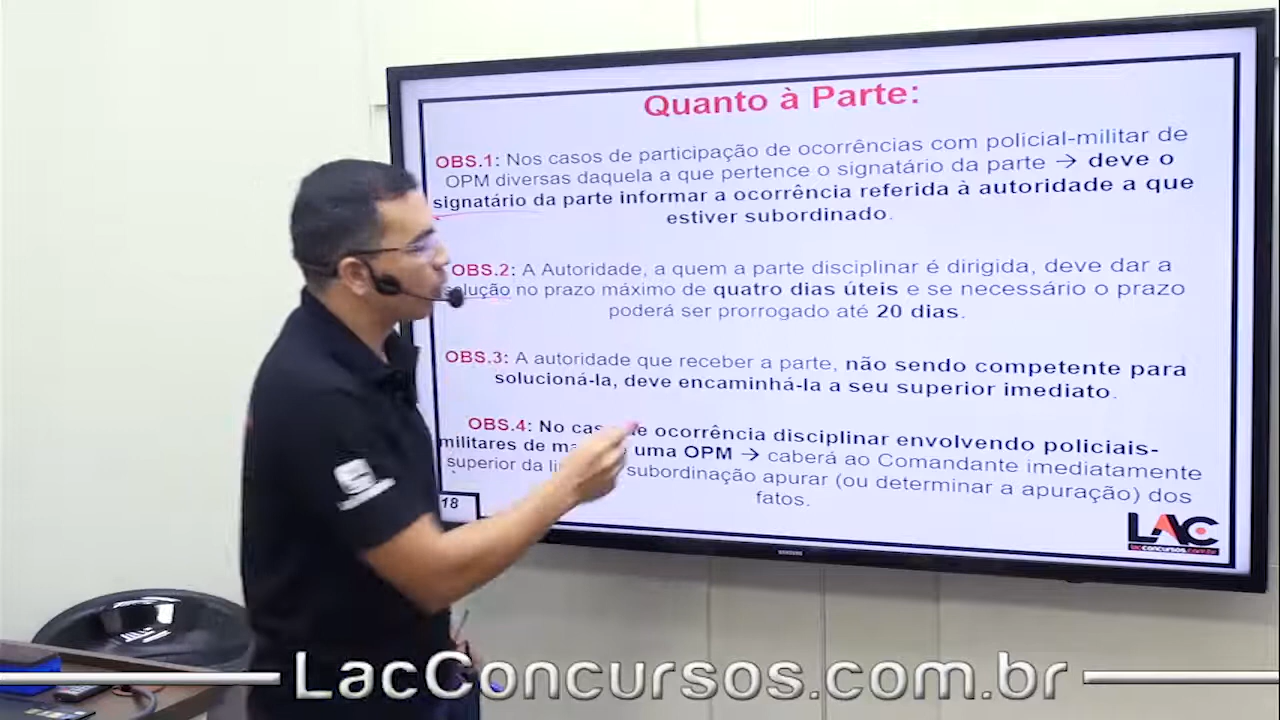 Quanto à Parte:
OBS.1: Nos casos de participação de ocorrências com policial-militar de
OPM diversas daquela a que pertence o signatário da parte → deve o
signatário da parte informar a ocorrência referida à autoridade a que
estiver subordinado.
OBS.2: A Autoridade, a quem a parte disciplinar é dirigida, deve dar a
solução no prazo máximo de quatro dias úteis e se necessário o prazo
poderá ser prorrogado até 20 dias.
OBS.3: A autoridade que receber a parte, não sendo competente para
solucioná-la, deve encaminhá-la a seu superior imediato.
OBS.4: No ocorrência disciplinar envolvendo policiais-
militares de uma OPM → caberá ao Comandante imediatamente
superior da subordinação apurar (ou determinar a apuração) dos
fatos.
18
LAC
lacconcursos.com.br
SAMSUNG
LacConcursos.com.br